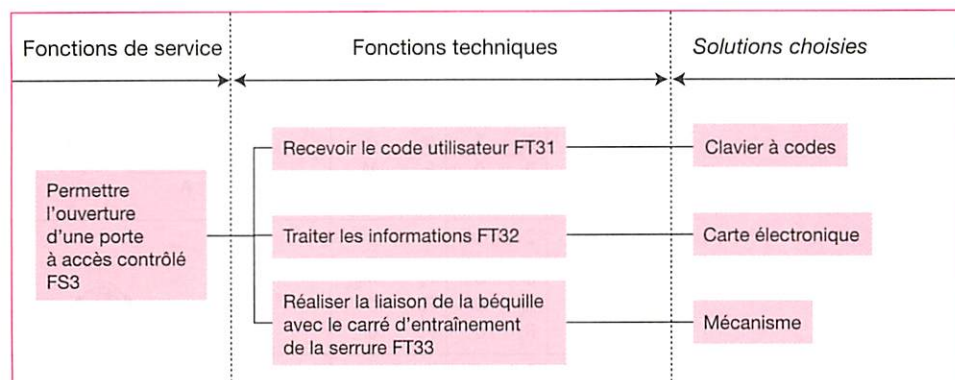 Fonctions de service
Fonctions techniques
Solutions choisies
Permettre
l'ouverture
d'une porte
à accès contrôlé
FS3
Recevoir le code utilisateur FT31
Clavier à codes
Traiter les informations FT32
Carte électronique
Réaliser la liaison de la béquille
avec le carré d'entraînement
de la serrure FT33
Mécanisme